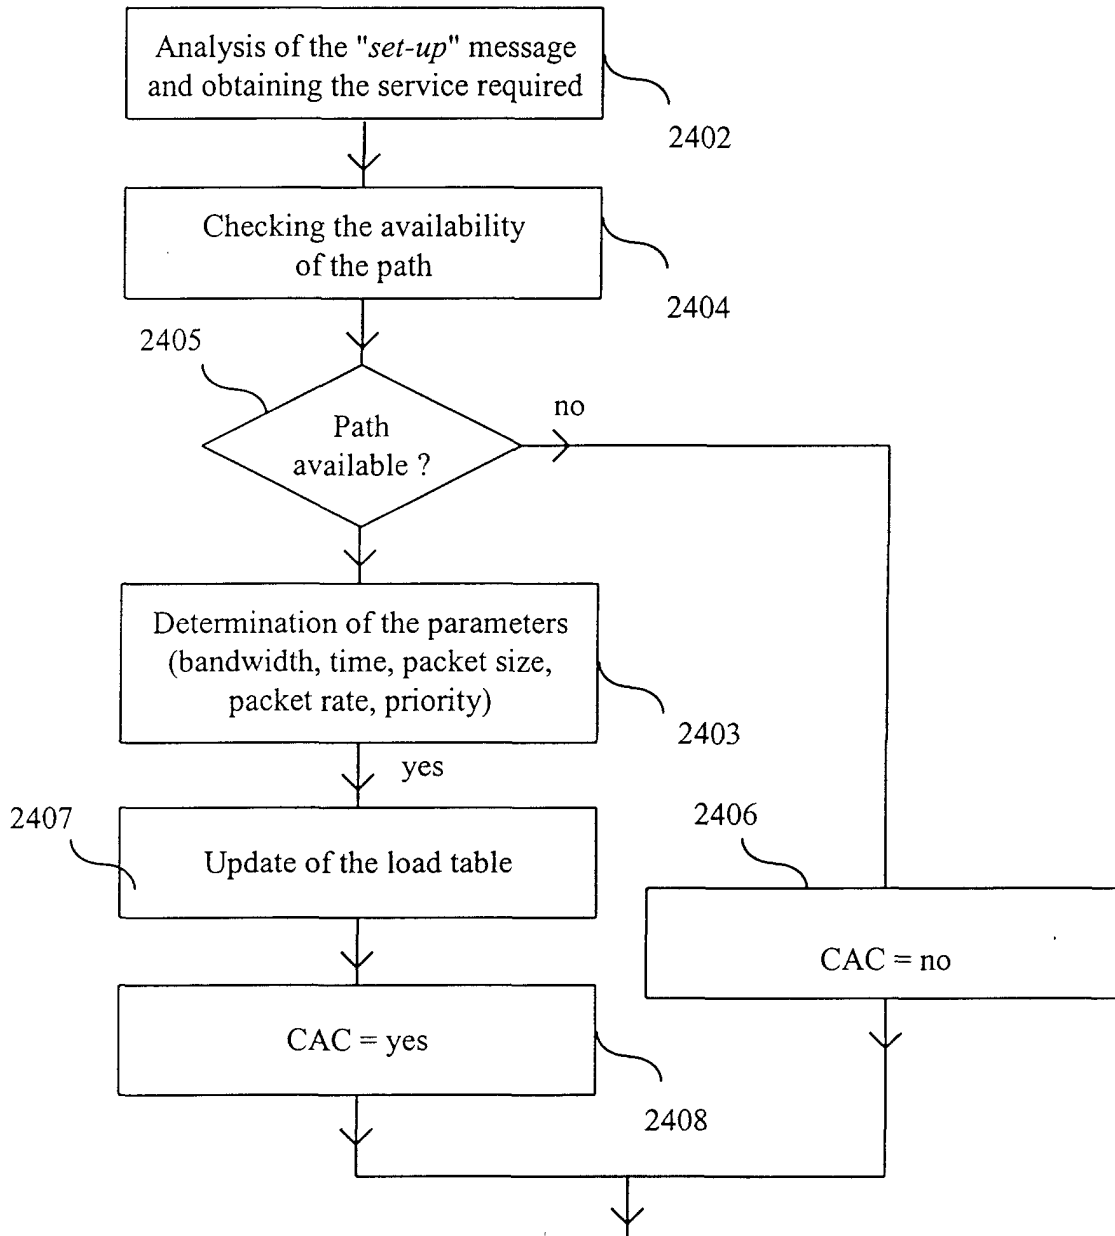 Analysis of the "set-up" message
and obtaining the service required
2402
Checking the availability
of the path
2404
2405
Path
available ?
no
Determination of the parameters
(bandwidth, time, packet size,
packet rate, priority)
2403
yes
2407
Update of the load table
2406
CAC = no
CAC = yes
2408